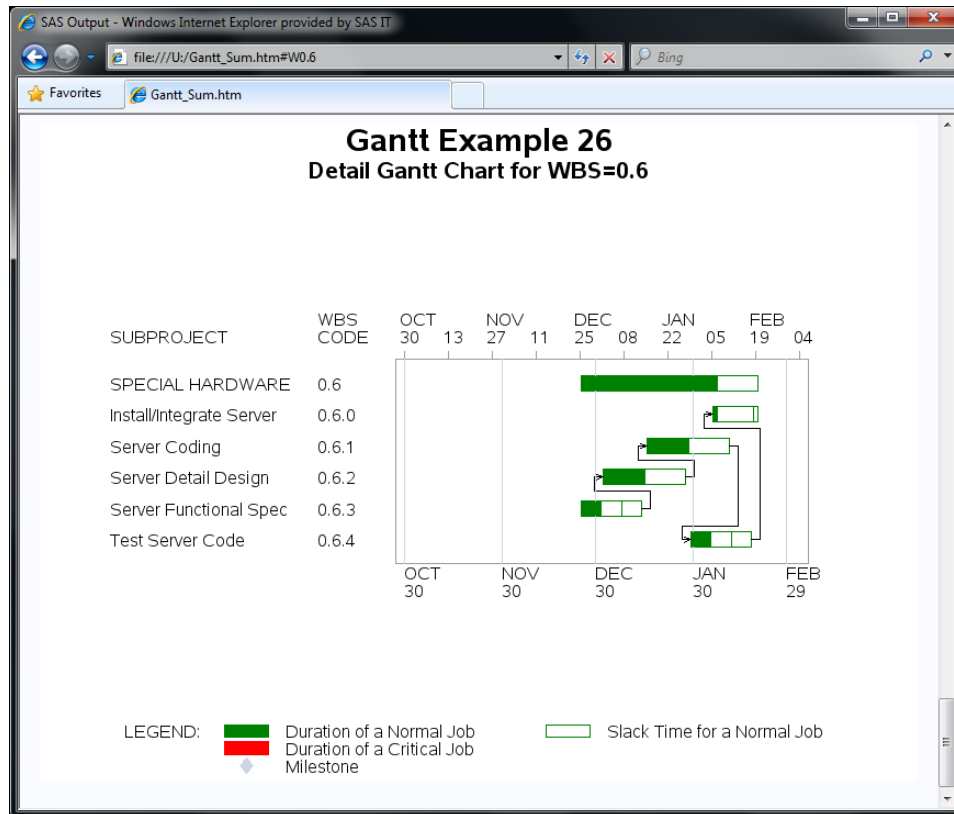 SAS Output - Windows Internet Explorer provided by SAS IT
file:///U:/Gantt_Sum.htm#W0.6
Bing
Favorites
Gantt_Sum.htm
Gantt Example 26
Detail Gantt Chart for WBS=0.6
WBS OCT NOV DEC JAN FEB
SUBPROJECT CODE 30 13 27 11 25 08 22 05 19 04
SPECIAL HARDWARE 0.6
Install/Integrate Server 0.6.0
Server Coding 0.6.1
Server Detail Design 0.6.2
Server Functional Spec 0.6.3
Test Server Code 0.6.4
OCT NOV DEC JAN FEB
30 30 30 30 29
LEGEND: Duration of a Normal Job Slack Time for a Normal Job
Duration of a Critical Job
Milestone